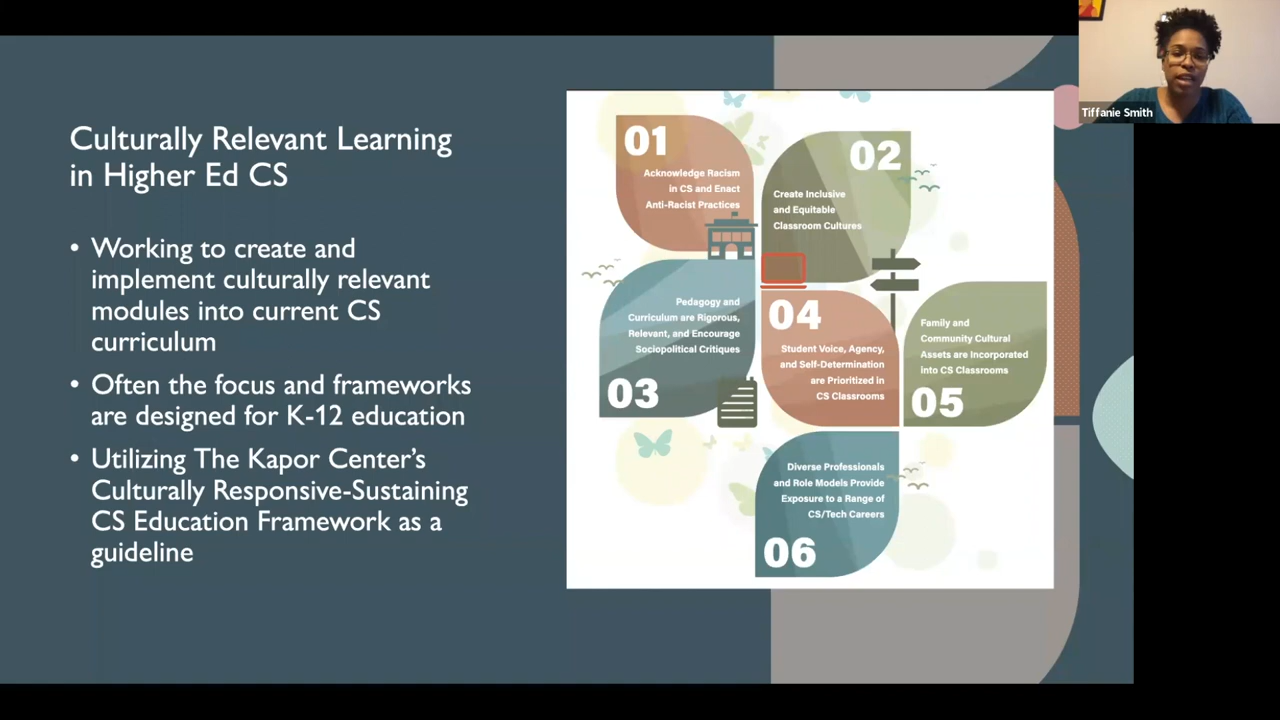 Culturally Relevant Learning
in Higher Ed CS
• Working to create and
implement culturally relevant
modules into current CS
curriculum
• Often the focus and frameworks
are designed for K-12 education
• Utilizing The Kapor Center’s
Culturally Responsive-Sustaining
CS Education Framework as a
guideline
01
Acknowledge Racism
in CS and Enact
Anti-Racist Practices
02
Create Inclusive
and Equitable
Classroom Cultures
Pedagogy and
Curriculum are Rigorous,
Relevant, and Encourage
Sociopolitical Critiques
03
04
Student Voice, Agency,
and Self-Determination
are Prioritized in
CS Classrooms
Family and
Community Cultural
Assets are Incorporated
into CS Classrooms
05
Diverse Professionals
and Role Models Provide
Exposure to a Range of
CS/Tech Careers
06
Tiffanie Smith